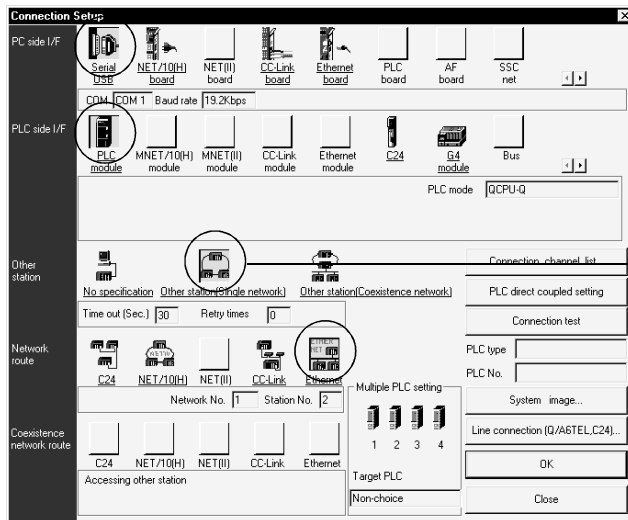 Connection Setup
PC side I/F
Serial USB
NET/10(H) board
NET(II) board
CC-Link board
Ethernet board
PLC board
AF board
SSC net
COM COM 1 Baud rate 19.2Kbps
PLC side I/F
PLC module
MNET/10(H) module
MNET(II) module
CC-Link module
Ethernet module
C24
G4 module
Bus
PLC mode QCPU-Q
Other station
No specification
Other station(Single network)
Other station(Coexistence network)
Time out (Sec.) 30 Retry times 0
Connection channel list
PLC direct coupled setting
Connection test
PLC type
PLC No.
System image...
Line connection (Q/A6TEL,C24)...
OK
Close
Network route
C24
NET/10(H)
NET(II)
CC-Link
Ethernet
Network No. 1 Station No. 2
Multiple PLC setting
1 2 3 4
Target PLC
Non-choice
Coexistence network route
C24
NET/10(H)
NET(II)
CC-Link
Ethernet
Accessing other station